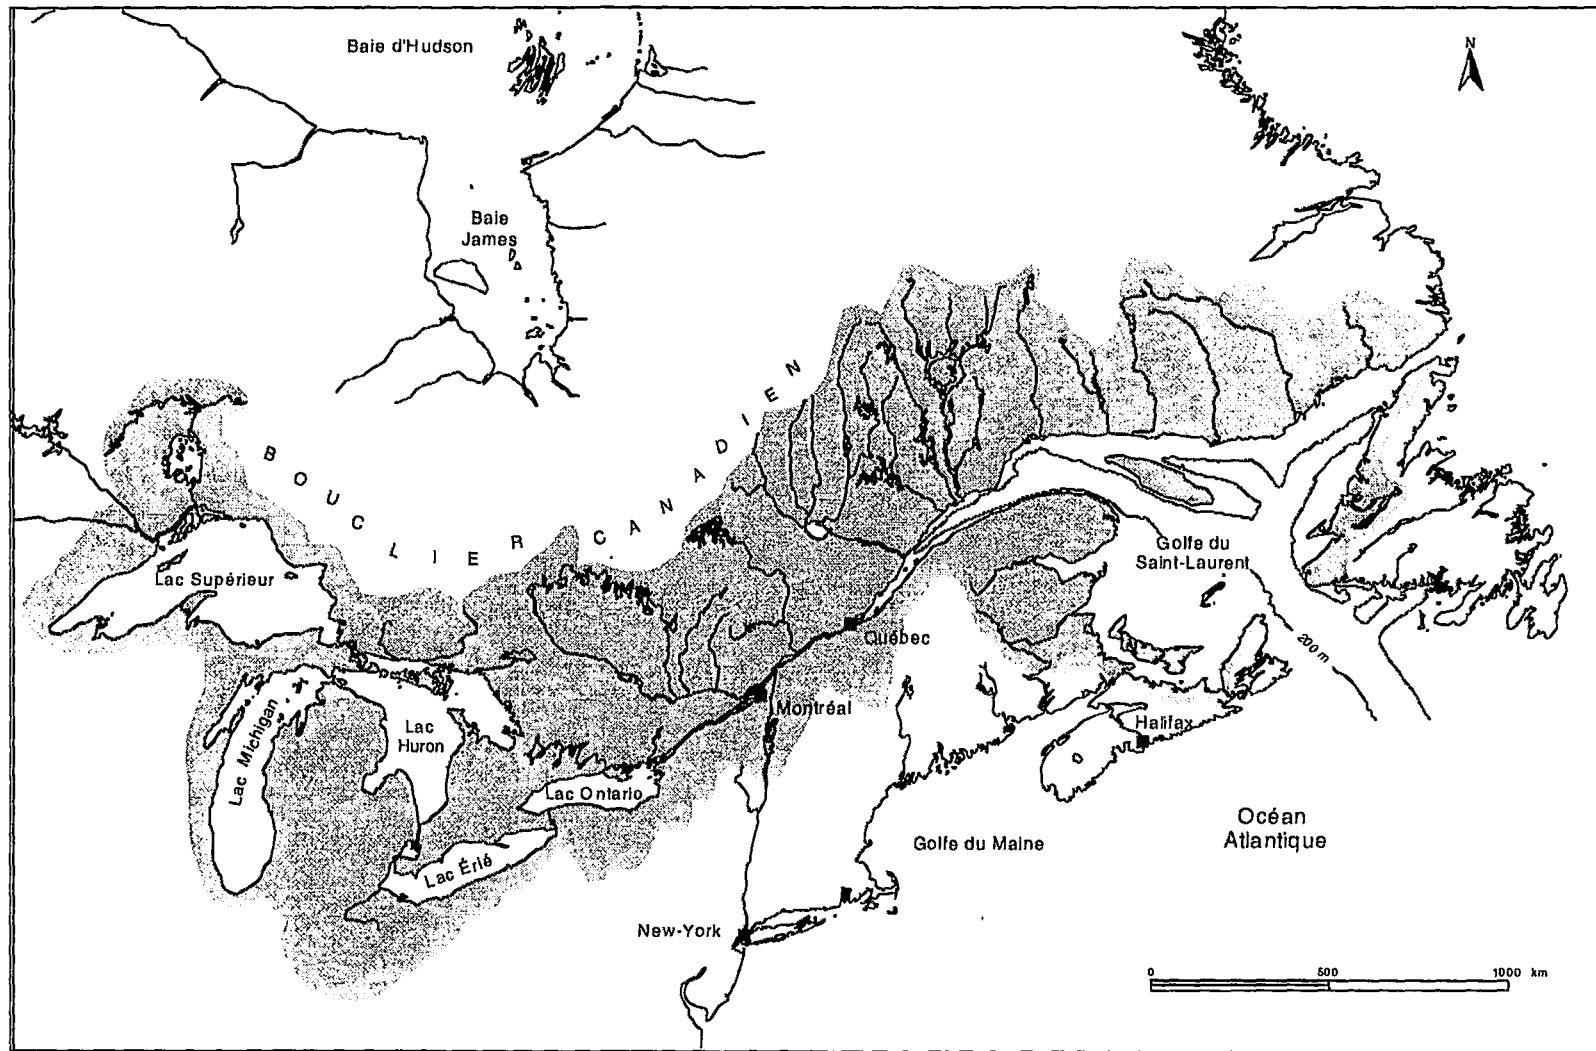 Baie d'Hudson
N
Baie
James
BOUCLIER CANADIEN
Golfe du
Saint-Laurent
Lac Supérieur
200 m
Québec
Montréal
Lac Michigan
Lac
Huron
Halifax
Lac Ontario
Océan
Atlantique
Golfe du Maine
Lac Érié
New-York
0 500 1000 km